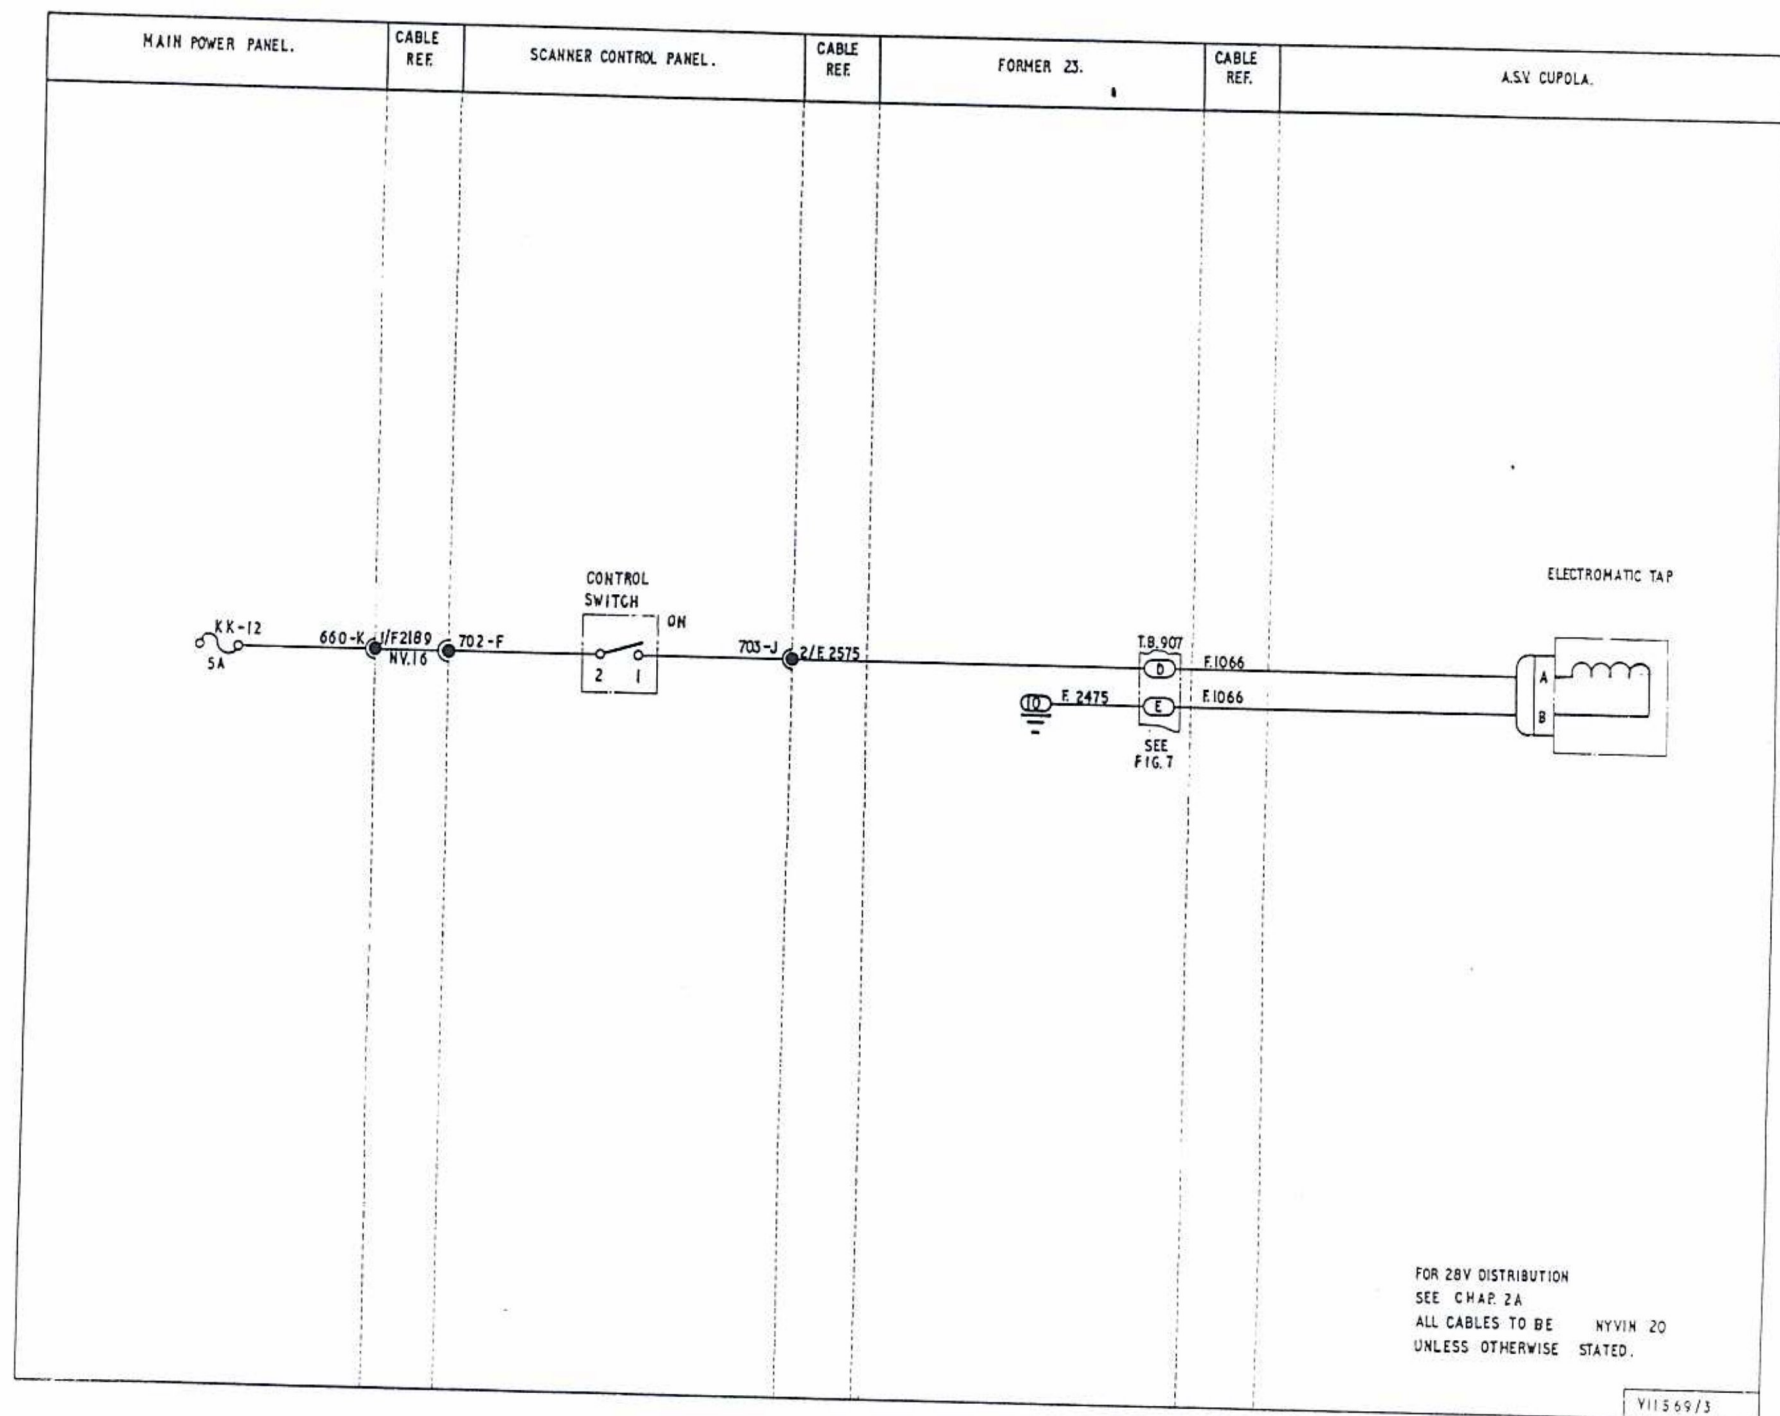 MAIN POWER PANEL.
CABLE
REF.
SCANNER CONTROL PANEL.
CABLE
REF.
FORMER 23.
CABLE
REF.
A.S.V. CUPOLA.
CONTROL
SWITCH
ON
ELECTROMATIC TAP
KK-12
5A
660-K
1/F2189
NV.16
702-F
2
1
703-J
2/F.2575
T.B.907
D
F.1066
A
F.2475
E
F.1066
B
SEE
FIG.7
FOR 28V DISTRIBUTION
SEE CHAP. 2A
ALL CABLES TO BE NYVIN 20
UNLESS OTHERWISE STATED.
V11569/3